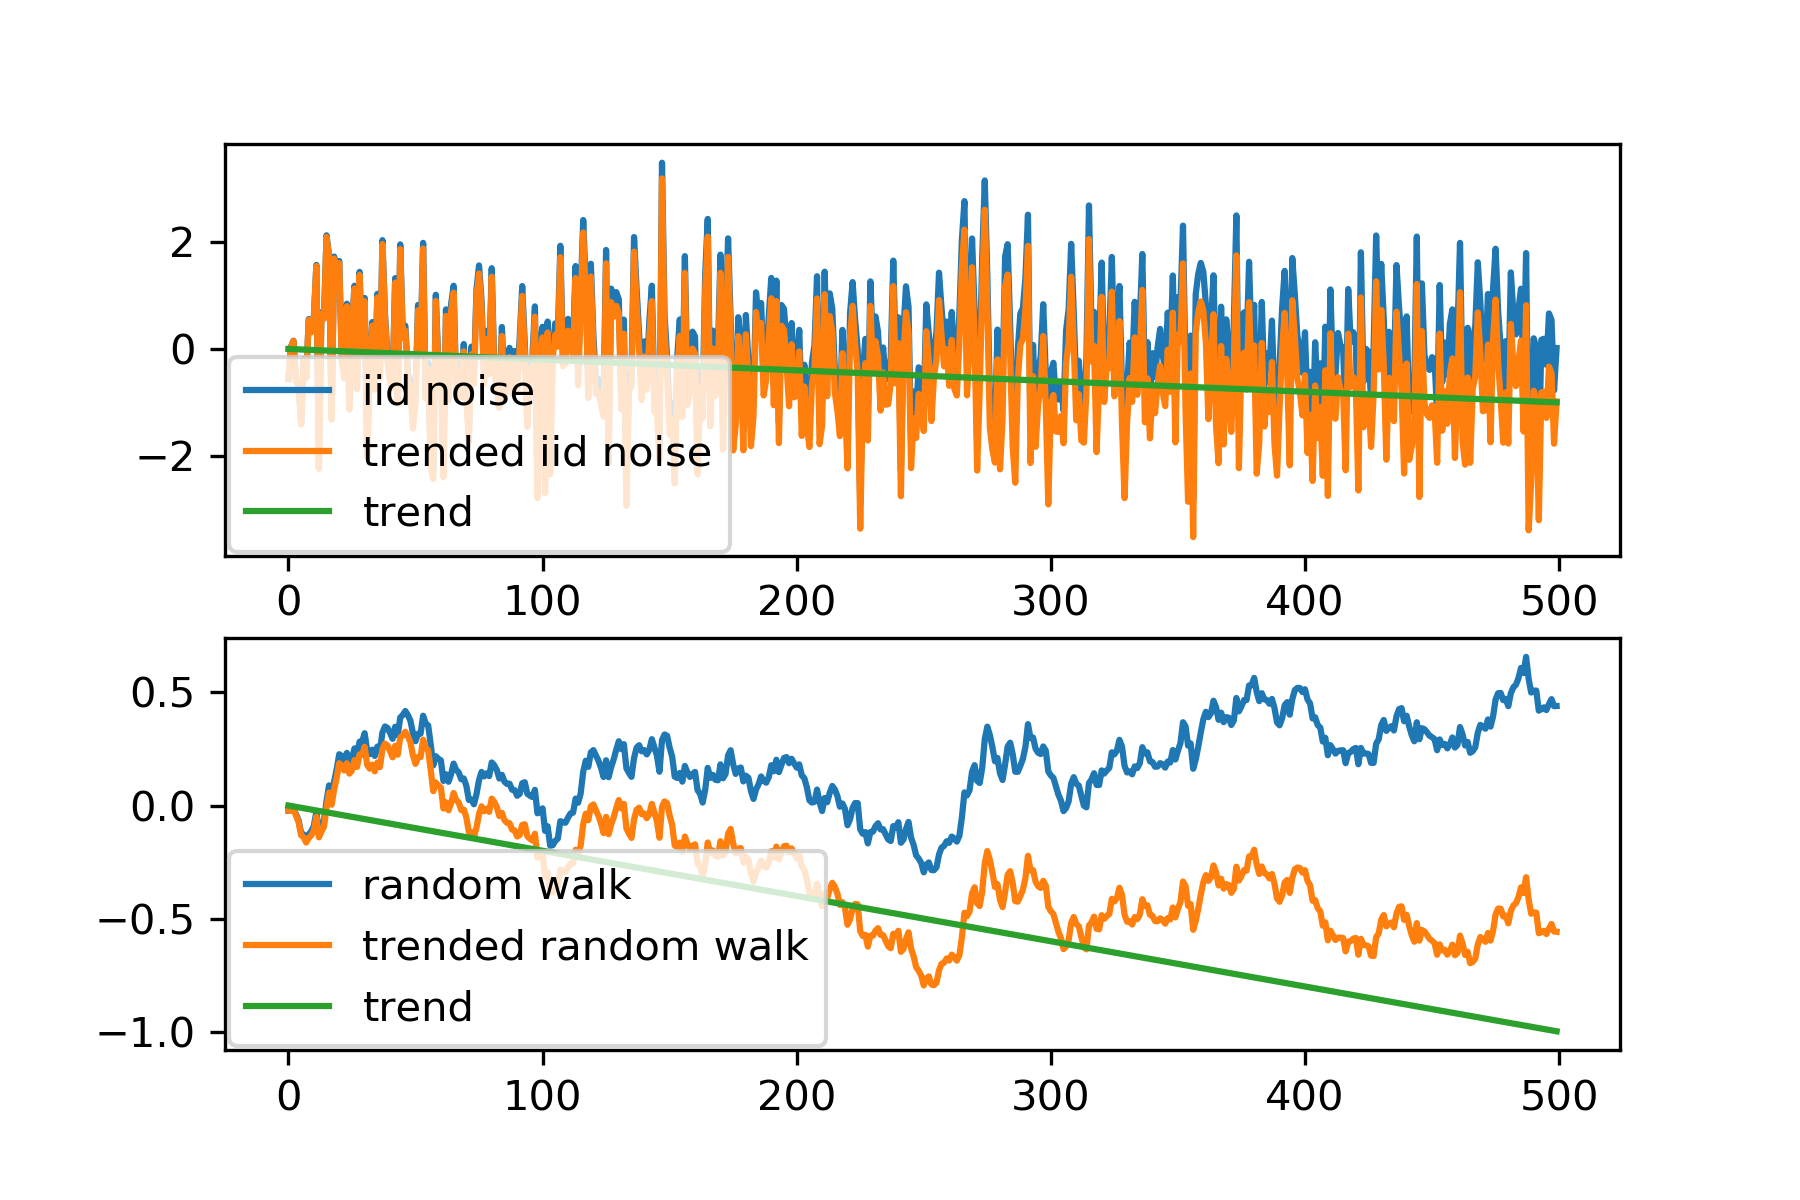 2
0
−2
iid noise
trended iid noise
trend
0 100 200 300 400 500
0.5
0.0
−0.5
−1.0
random walk
trended random walk
trend
0 100 200 300 400 500